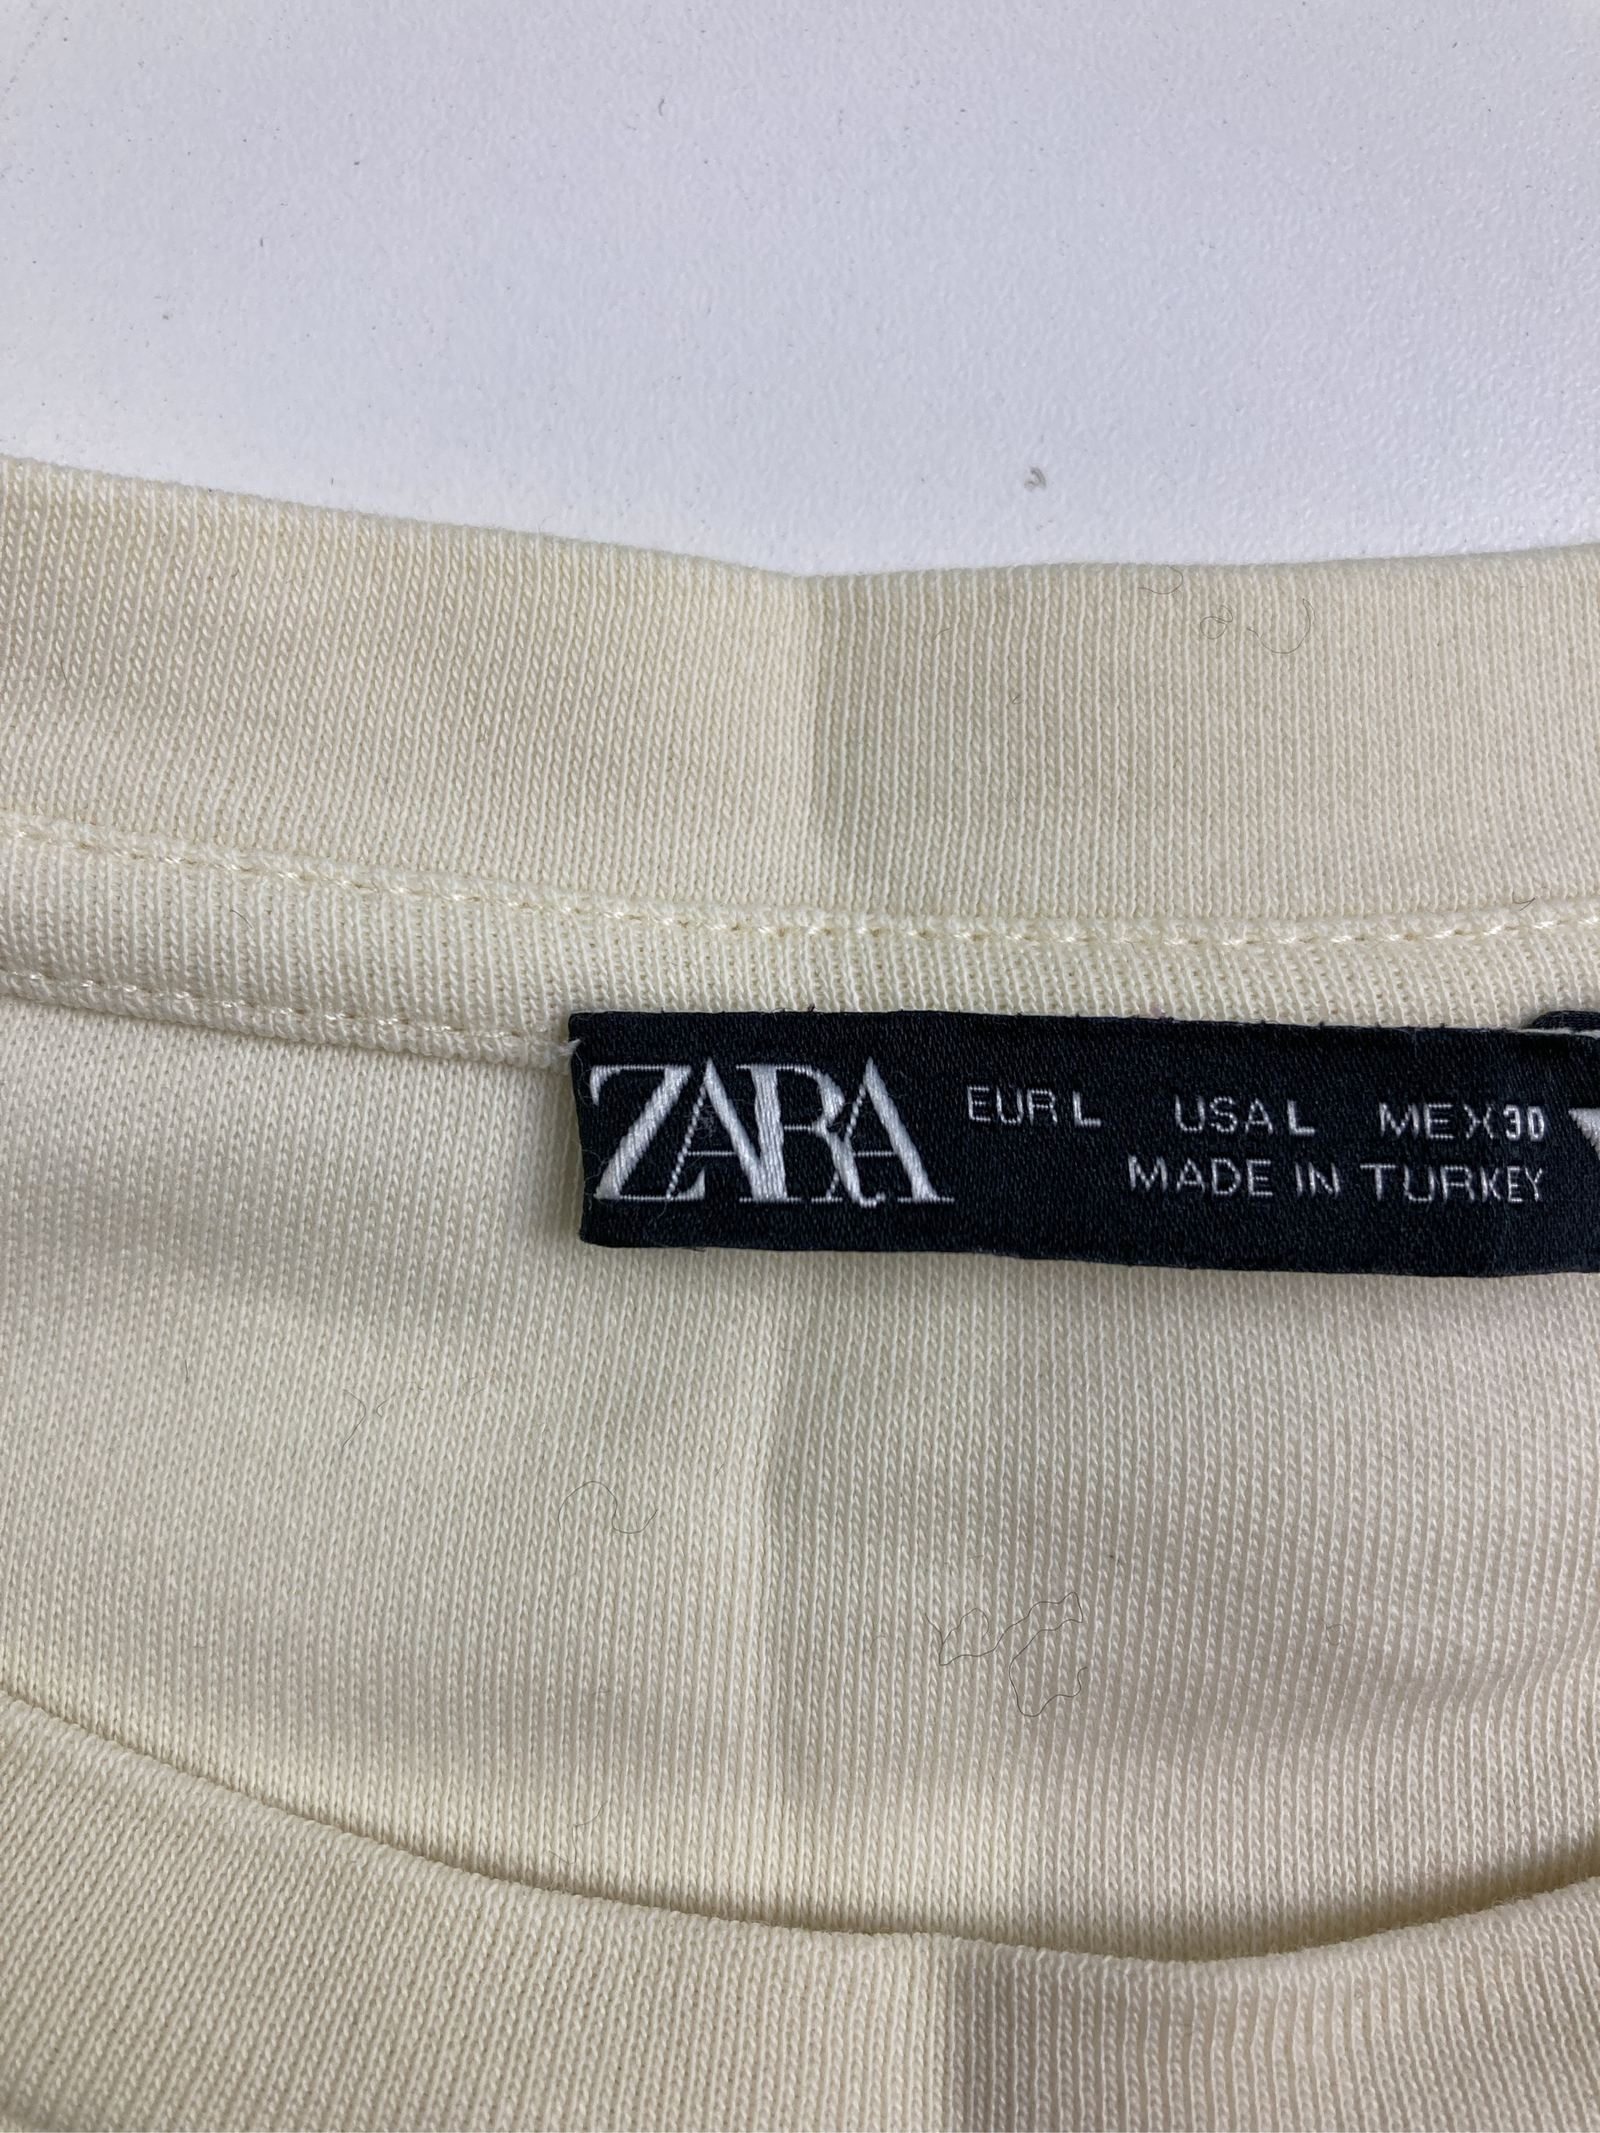 ZARA
EUR L USA L MEX 30
MADE IN TURKEY